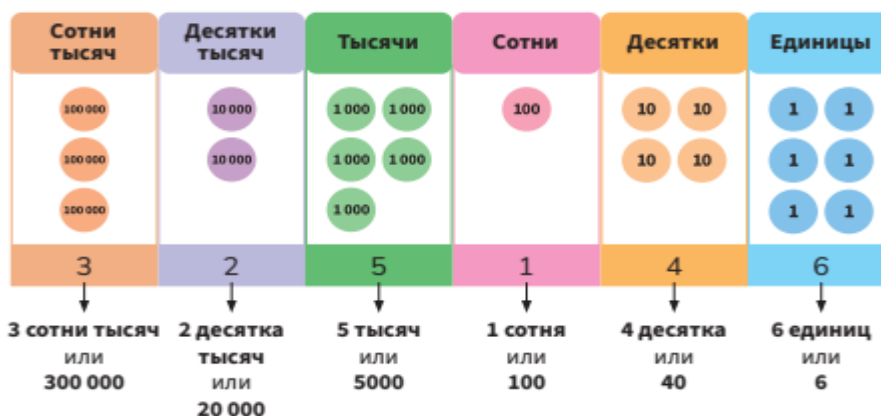 Сотни тысяч
Десятки тысяч
Тысячи
Сотни
Десятки
Единицы
100 000
10 000
1 000 1 000
100
10 10
1 1
100 000
10 000
1 000 1 000
10 10
1 1
100 000
1 000
1 1
3
2
5
1
4
6
3 сотни тысяч
или
300 000
2 десятка
тысяч
или
20 000
5 тысяч
или
5000
1 сотня
или
100
4 десятка
или
40
6 единиц
или
6